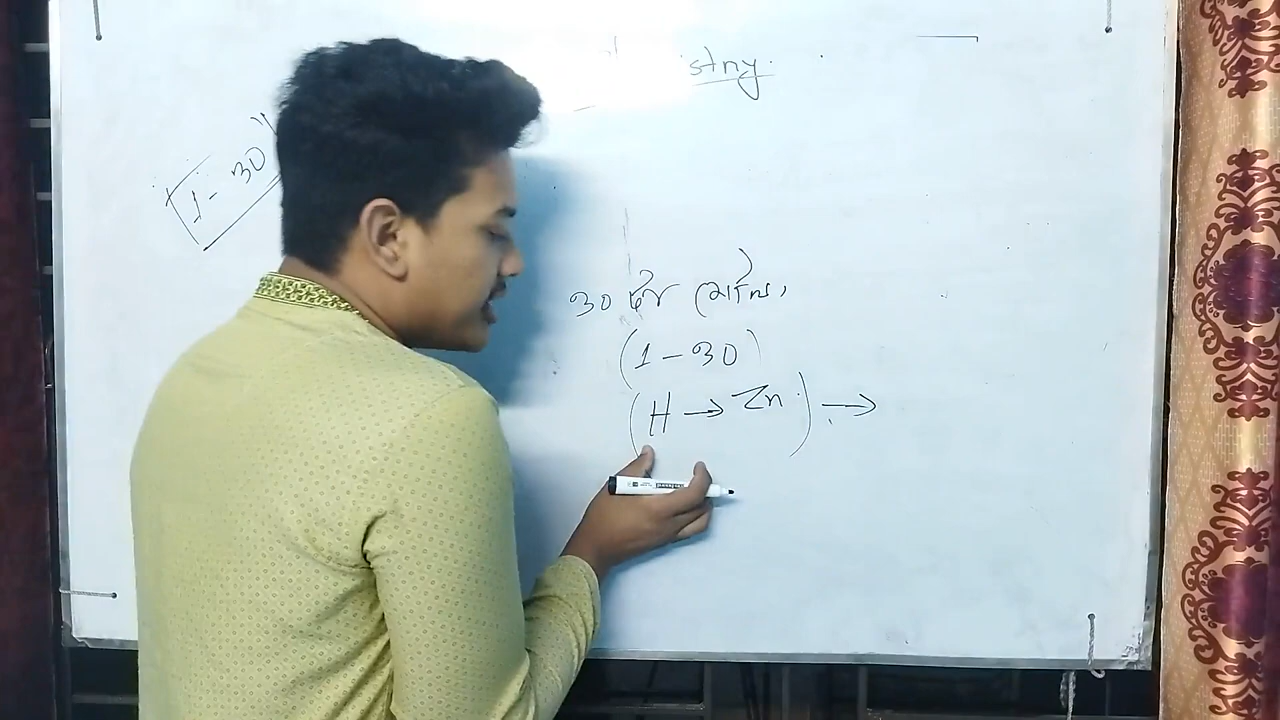 stry.
1 - 30
30 টি মৌল,
(1 - 30)
(H → Zn) →